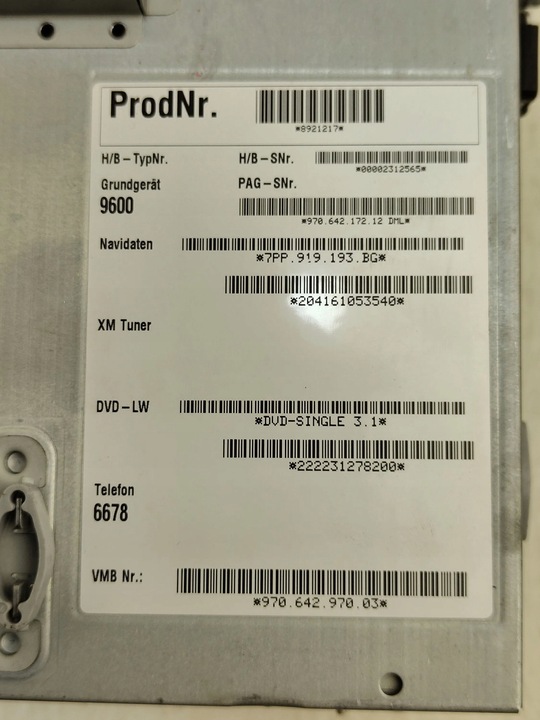 ProdNr.
*8921217*
H/B-TypNr. H/B-SNr.
*00002312565*
Grundgerät PAG-SNr.
9600
*970.642.172.12 DML*
Navidaten
*7PP.919.193.BG*
*204161053540*
XM Tuner
DVD-LW
*DVD-SINGLE 3.1*
*222231278200*
Telefon
6678
VMB Nr.:
*970.642.970.03*